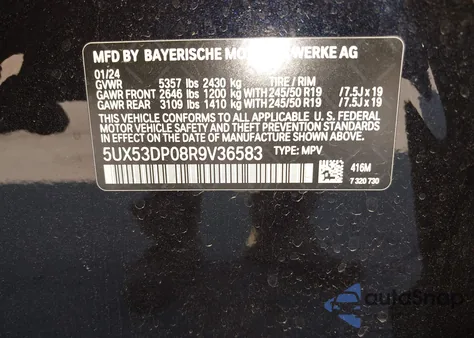 MFD BY BAYERISCHE MOTOREN WERKE AG
01/24
GVWR 5357 lbs 2430 kg TIRE / RIM
GAWR FRONT 2646 lbs 1200 kg WITH 245/50 R19 /7.5J x 19
GAWR REAR 3109 lbs 1410 kg WITH 245/50 R19 /7.5J x 19
THIS VEHICLE CONFORMS TO ALL APPLICABLE U.S. FEDERAL
MOTOR VEHICLE SAFETY, BUMPER, AND THEFT PREVENTION
STANDARDS IN EFFECT ON THE DATE OF MANUFACTURE
SHOWN ABOVE.
5UX53DP08R9V36583 TYPE: MPV
416M
7 320 730
autoSnap